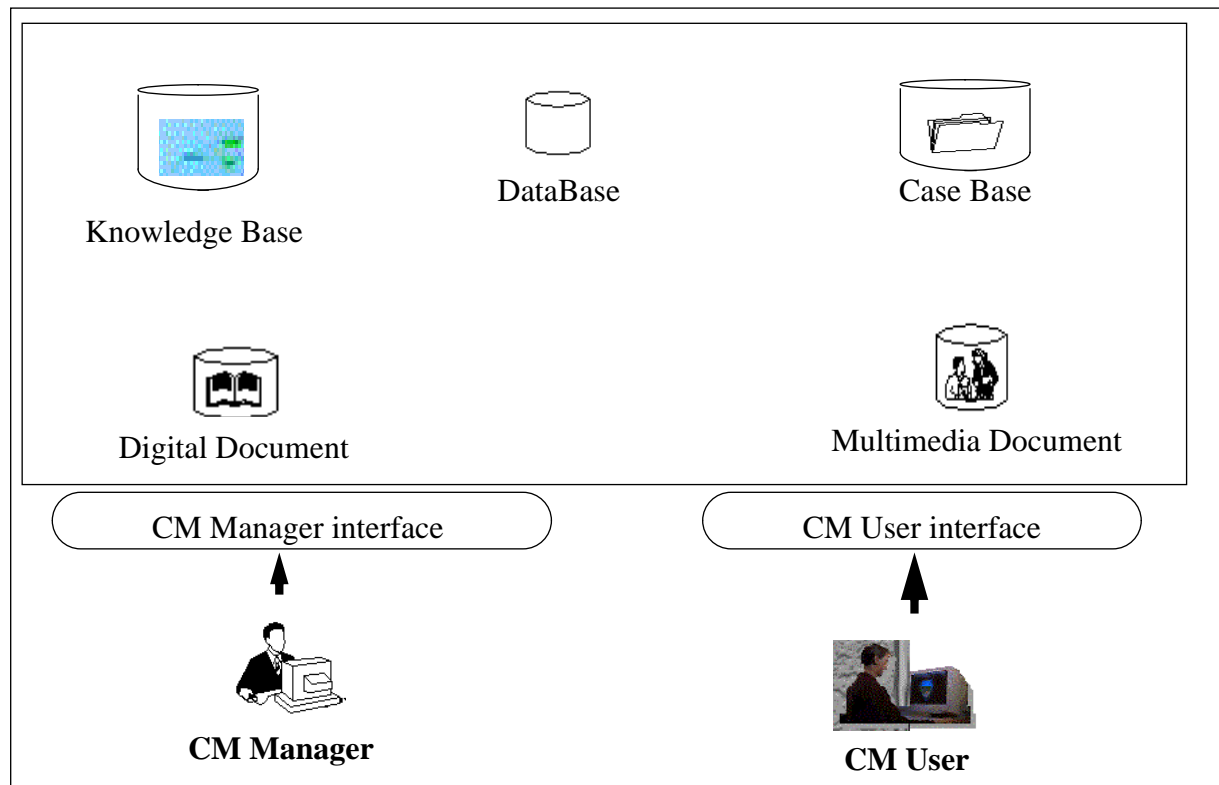 DataBase
Case Base
Knowledge Base
Digital Document
Multimedia Document
CM Manager interface
CM User interface
CM Manager
CM User